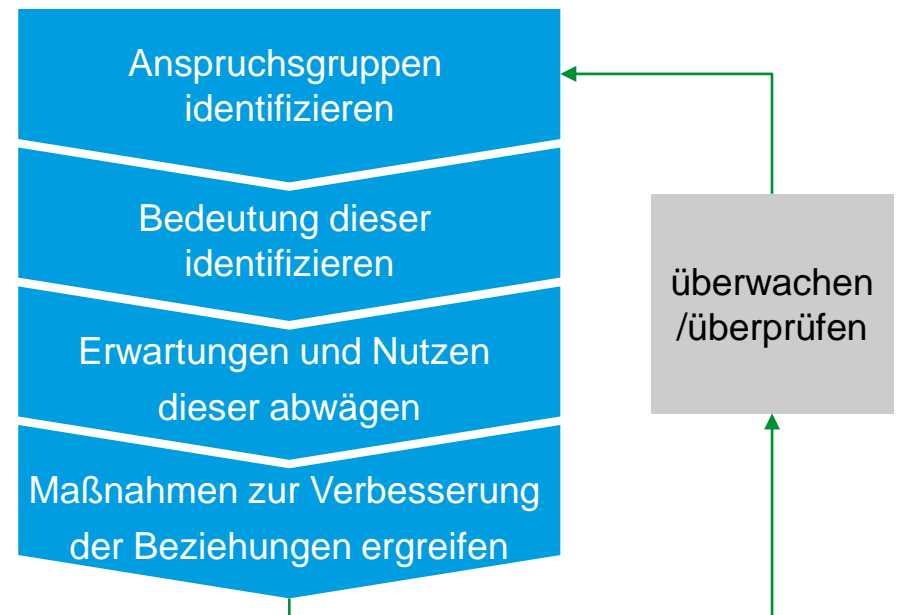 Anspruchsgruppen
identifizieren
Bedeutung dieser
identifizieren
Erwartungen und Nutzen
dieser abwägen
Maßnahmen zur Verbesserung
der Beziehungen ergreifen
überwachen
/überprüfen